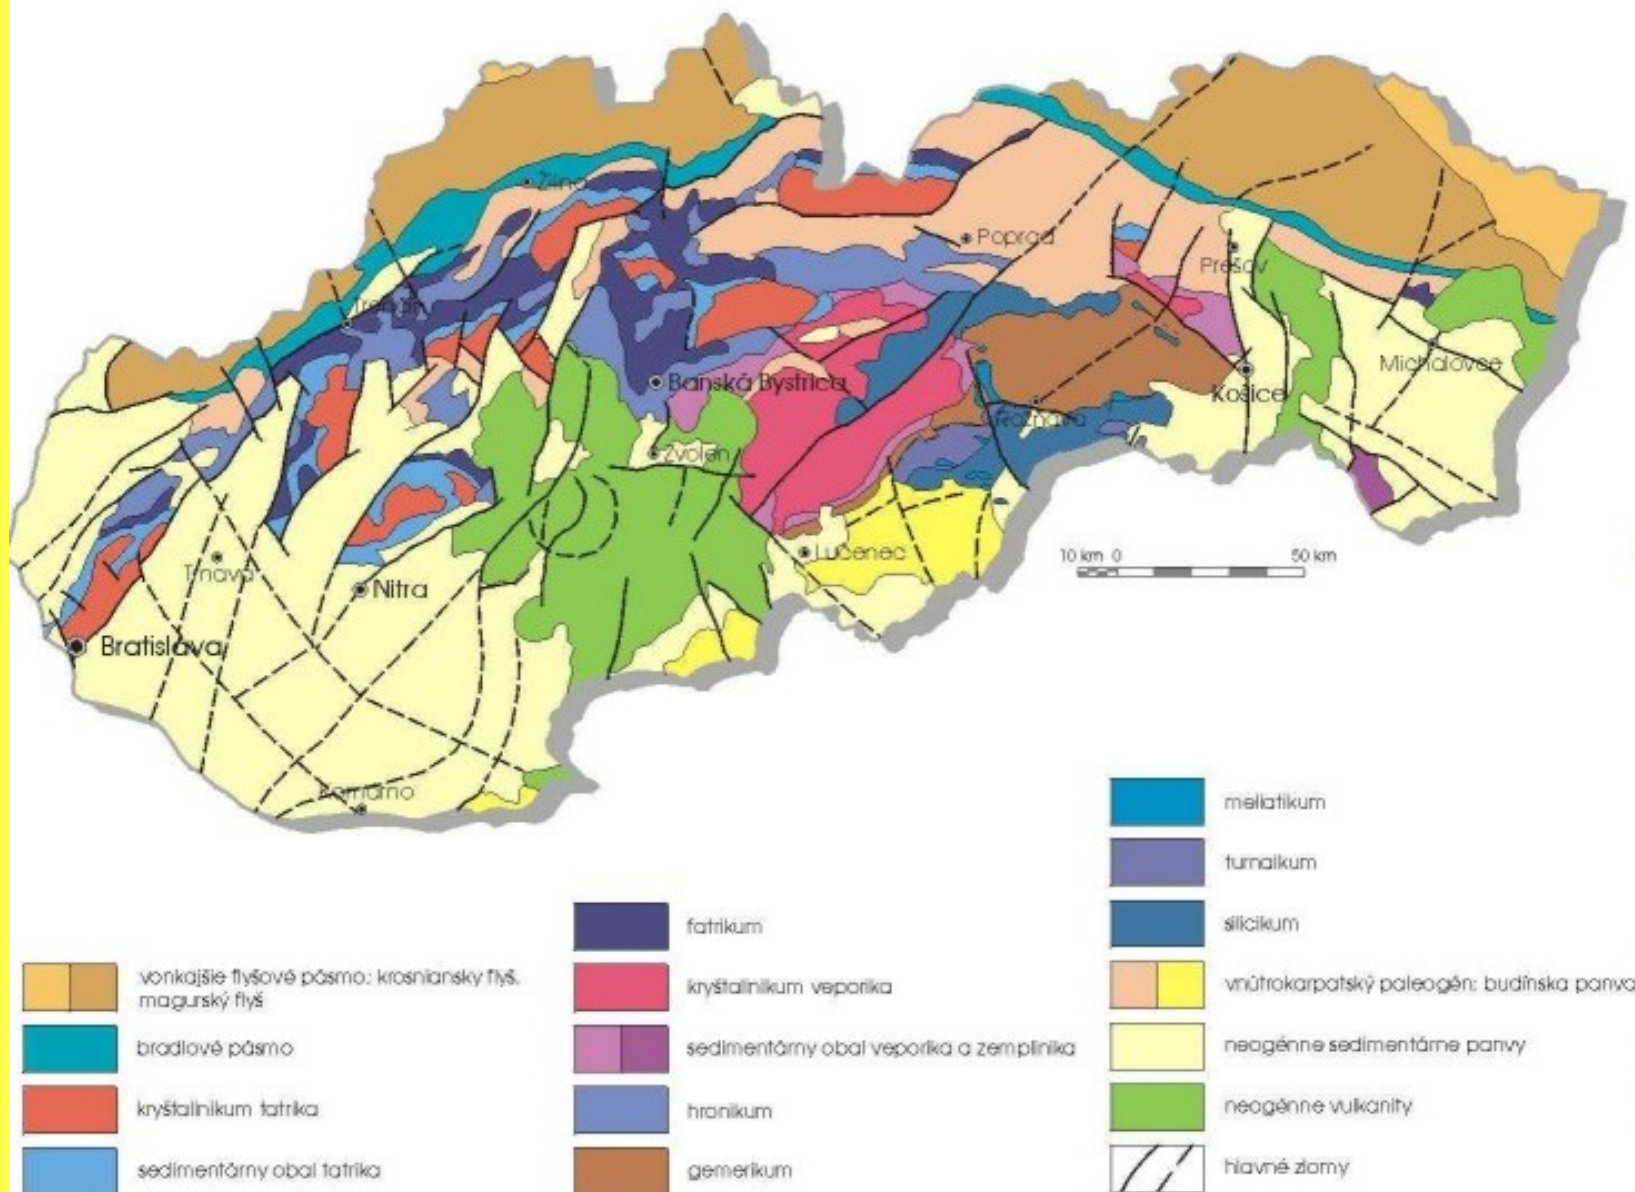 Žilina
Poprad
Prešov
Trenčín
Michalovce
Banská Bystrica
Košice
Rožňava
Zvolen
Lučenec
10 km 0 50 km
Trnava
Nitra
Bratislava
Komárno
vonkajšie flyšové pásmo; krosniansky flyš,
magurský flyš
bradlové pásmo
kryštalinikum tatrika
sedimentárny obal tatrika
fatrikum
kryštalinikum veporika
sedimentárny obal veporika a zemplinika
hronikum
gemerikum
meliatikum
turnaikum
silicikum
vnútrokarpatský paleogén; budínska panva
neogénne sedimentárne panvy
neogénne vulkanity
hlavné zlomy